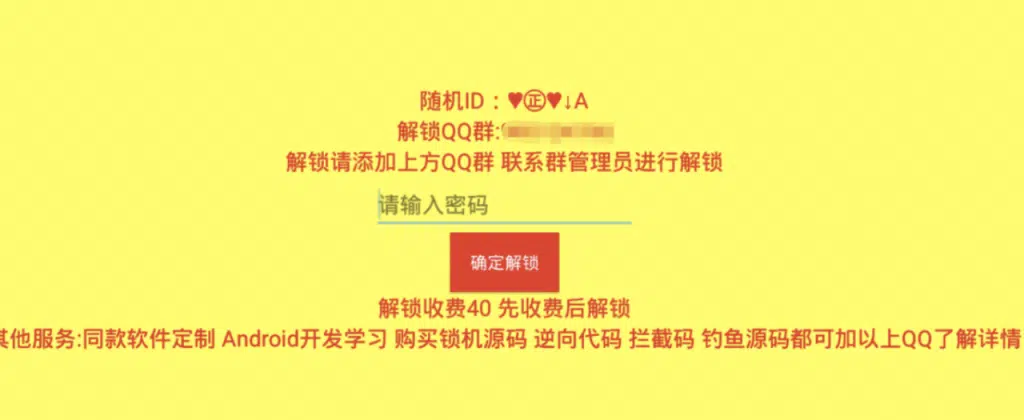 随机ID：♥㊣♥↓A
解锁QQ群:
解锁请添加上方QQ群 联系群管理员进行解锁
请输入密码
确定解锁
解锁收费40 先收费后解锁
其他服务:同款软件定制 Android开发学习 购买锁机源码 逆向代码 拦截码 钓鱼源码都可加以上QQ了解详情